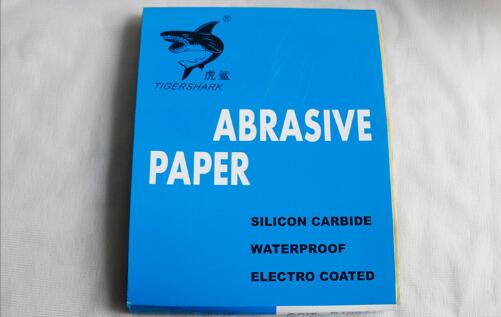 ®
虎鲨
TIGERSHARK
ABRASIVE
PAPER
SILICON CARBIDE
WATERPROOF
ELECTRO COATED